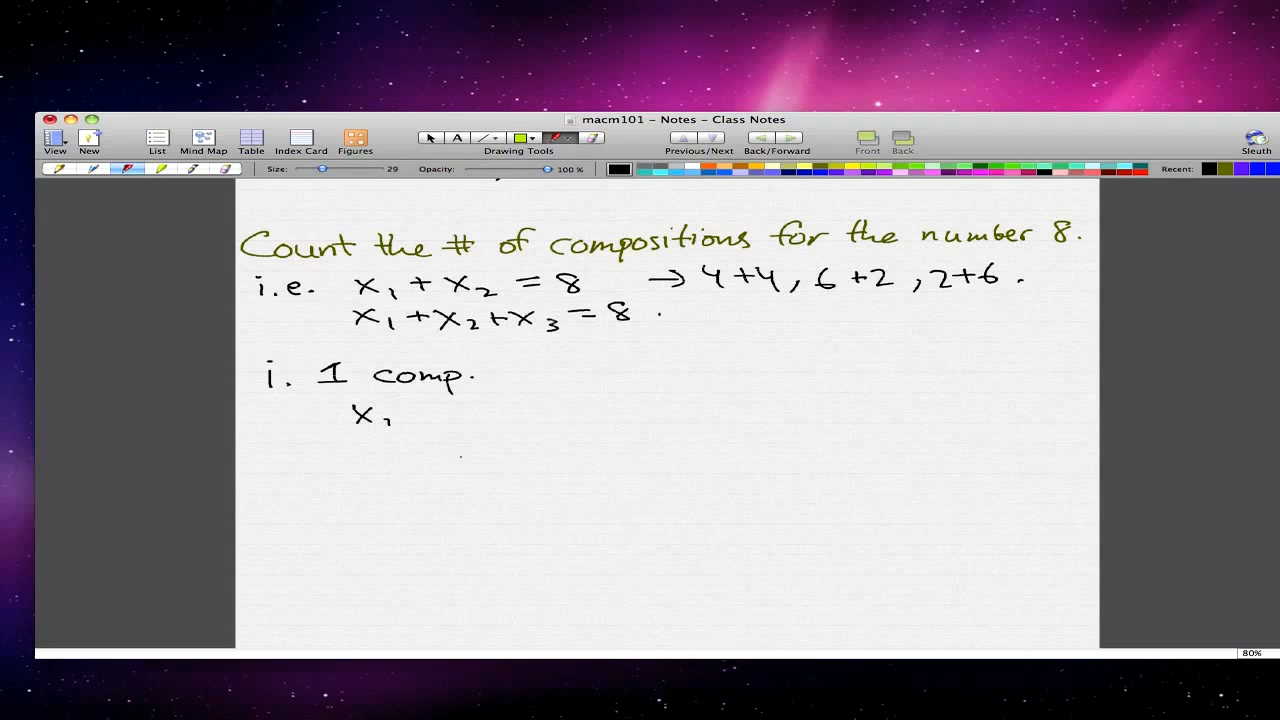 macm101 - Notes - Class Notes
View New List Mind Map Table Index Card Figures Drawing Tools Previous/Next Back/Forward Front Back Sleuth
Size: 29 Opacity: 100 % Recent:
Count the # of compositions for the number 8.
i.e. x₁ + x₂ = 8 → 4+4, 6+2, 2+6.
x₁ + x₂ + x₃ = 8 .
i. 1 comp.
x
80%